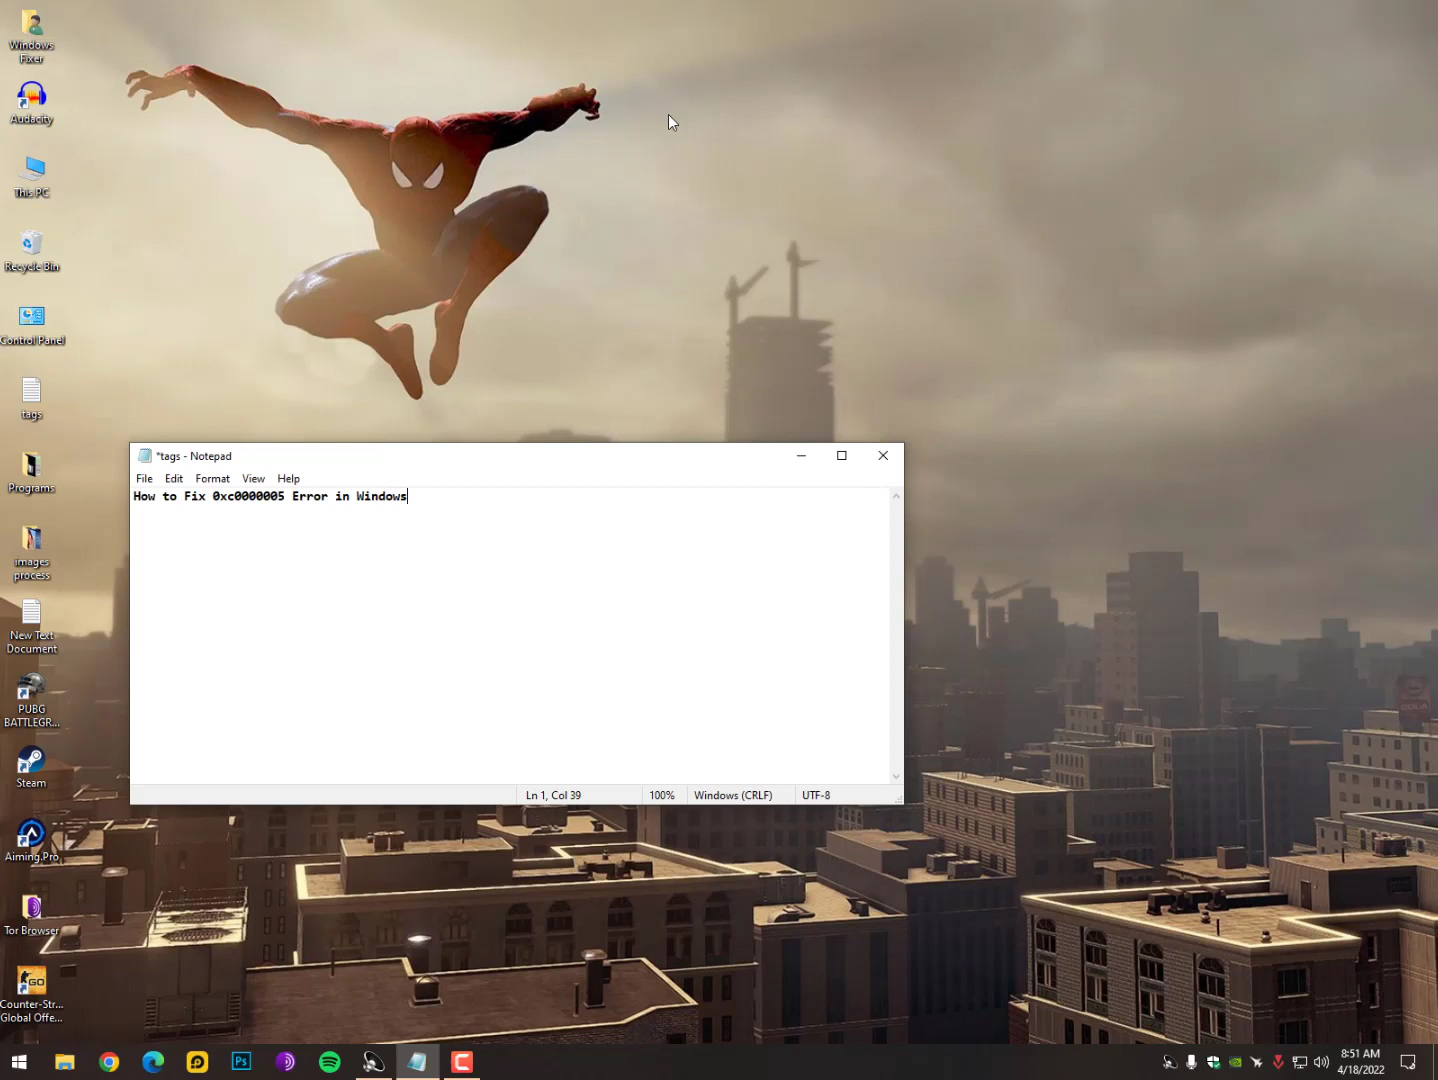 Windows
Fixer
Audacity
This PC
Recycle Bin
Control Panel
tags
Programs
images
process
New Text
Document
PUBG
BATTLEGR...
Steam
Aiming.Pro
Tor Browser
GO
Counter-Str...
Global Offe...
*tags - Notepad
File Edit Format View Help
How to Fix 0xc0000005 Error in Windows
Ln 1, Col 39 100% Windows (CRLF) UTF-8
Ps
8:51 AM
4/18/2022